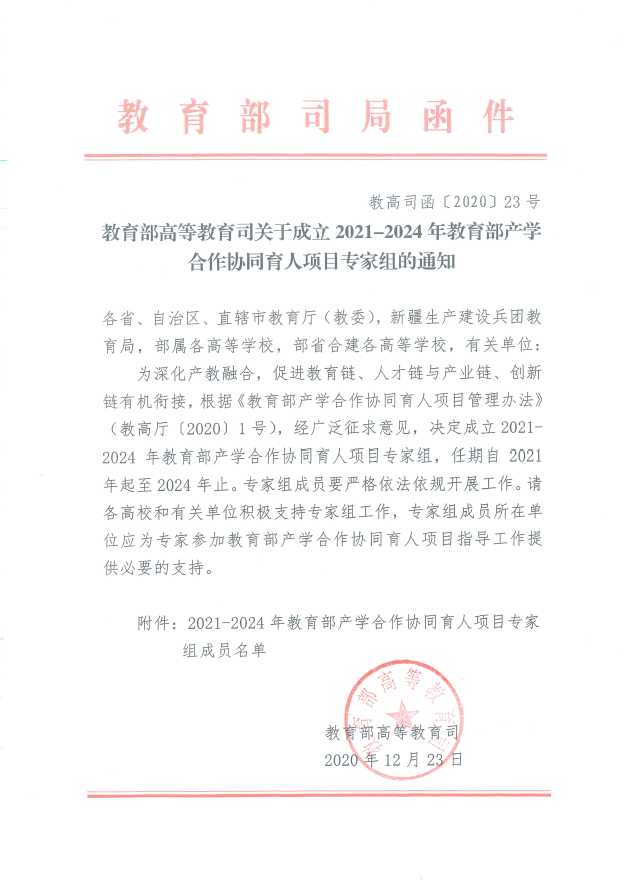 教育部司局函件
教高司函〔2020〕23号
教育部高等教育司关于成立2021-2024年教育部产学
合作协同育人项目专家组的通知
各省、自治区、直辖市教育厅（教委），新疆生产建设兵团教
育局，部属各高等学校，部省合建各高等学校，有关单位：
为深化产教融合，促进教育链、人才链与产业链、创新
链有机衔接，根据《教育部产学合作协同育人项目管理办法》
（教高厅〔2020〕1号），经广泛征求意见，决定成立2021-
2024 年教育部产学合作协同育人项目专家组，任期自 2021
年起至2024年止。专家组成员要严格依法依规开展工作。请
各高校和有关单位积极支持专家组工作，专家组成员所在单
位应为专家参加教育部产学合作协同育人项目指导工作提
供必要的支持。
附件：2021-2024年教育部产学合作协同育人项目专家
组成员名单
教育部高等教育司
教育部高等教育司
2020年12月23日